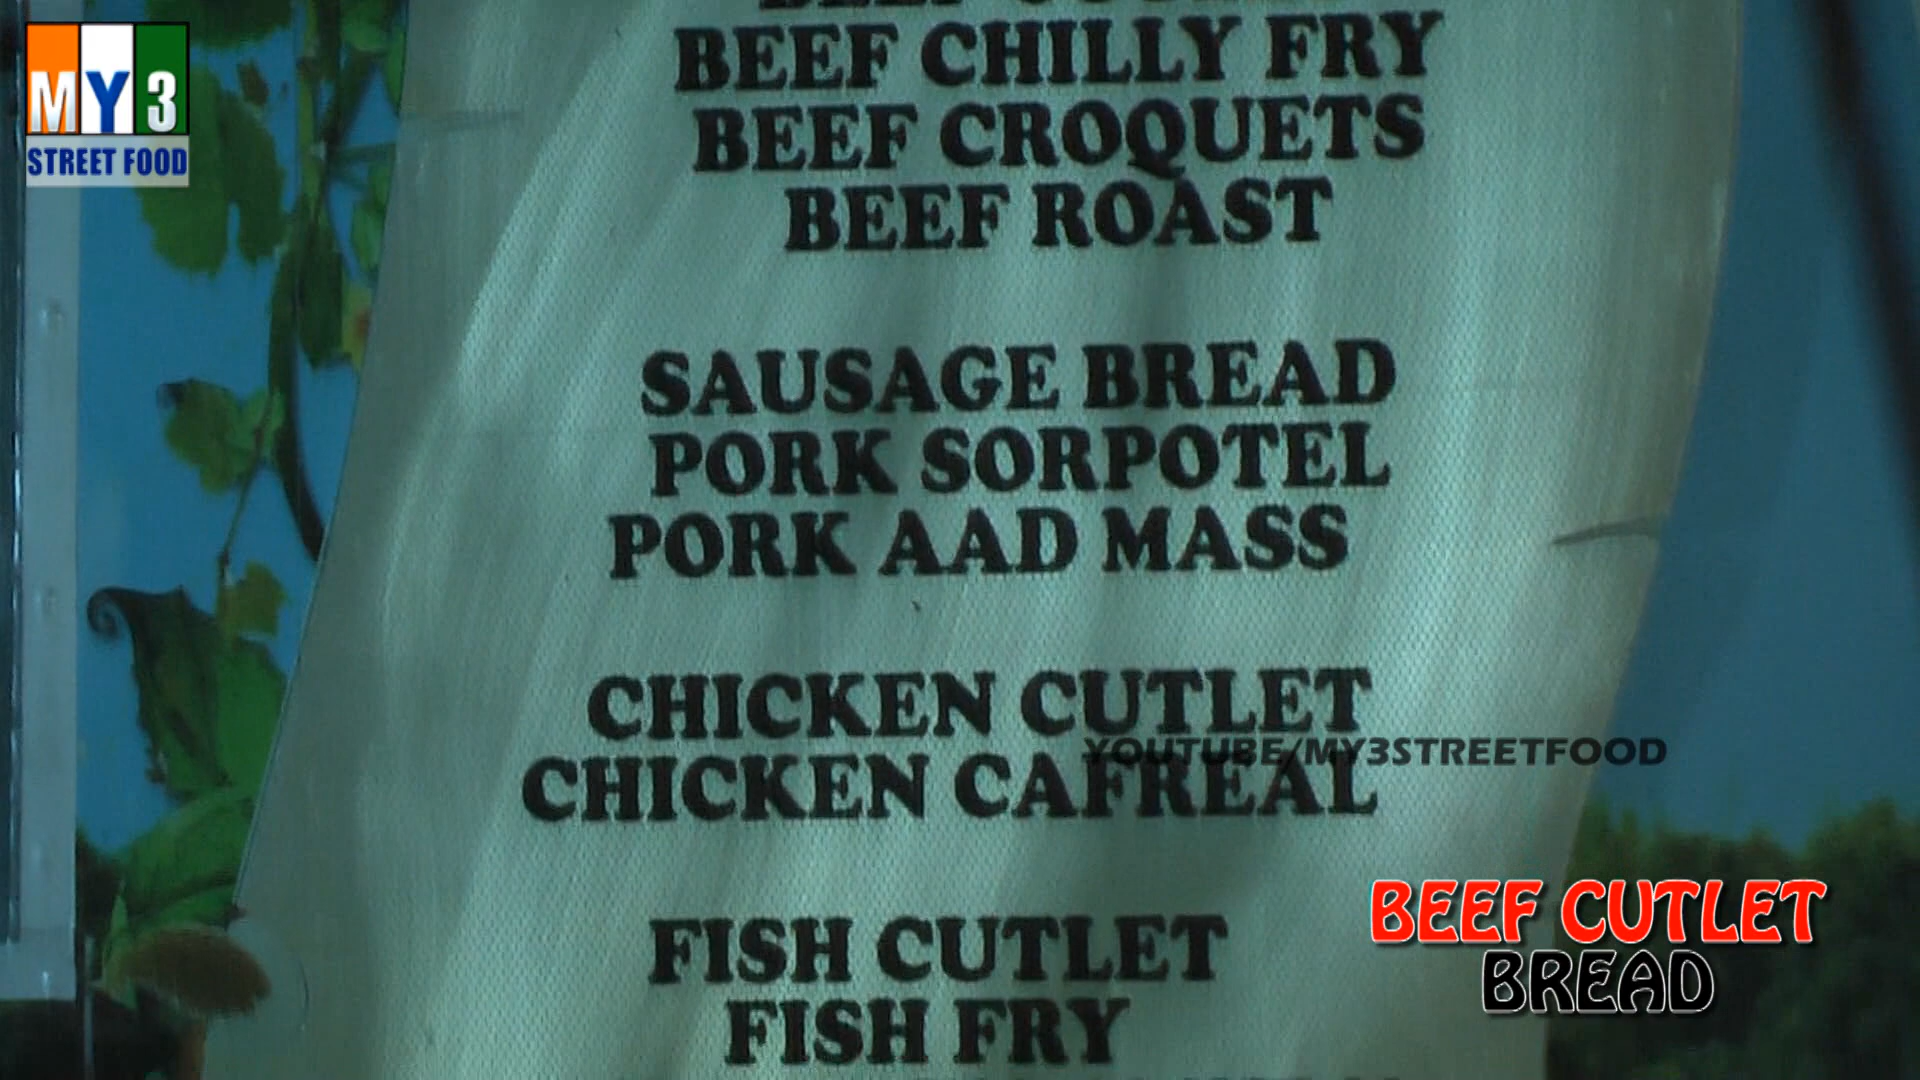 MY3
STREET FOOD
BEEF CHILLY FRY
BEEF CROQUETS
BEEF ROAST
SAUSAGE BREAD
PORK SORPOTEL
PORK AAD MASS
CHICKEN CUTLET
YOUTUBE/MY3STREETFOOD
CHICKEN CAFREAL
BEEF CUTLET
BREAD
FISH CUTLET
FISH FRY